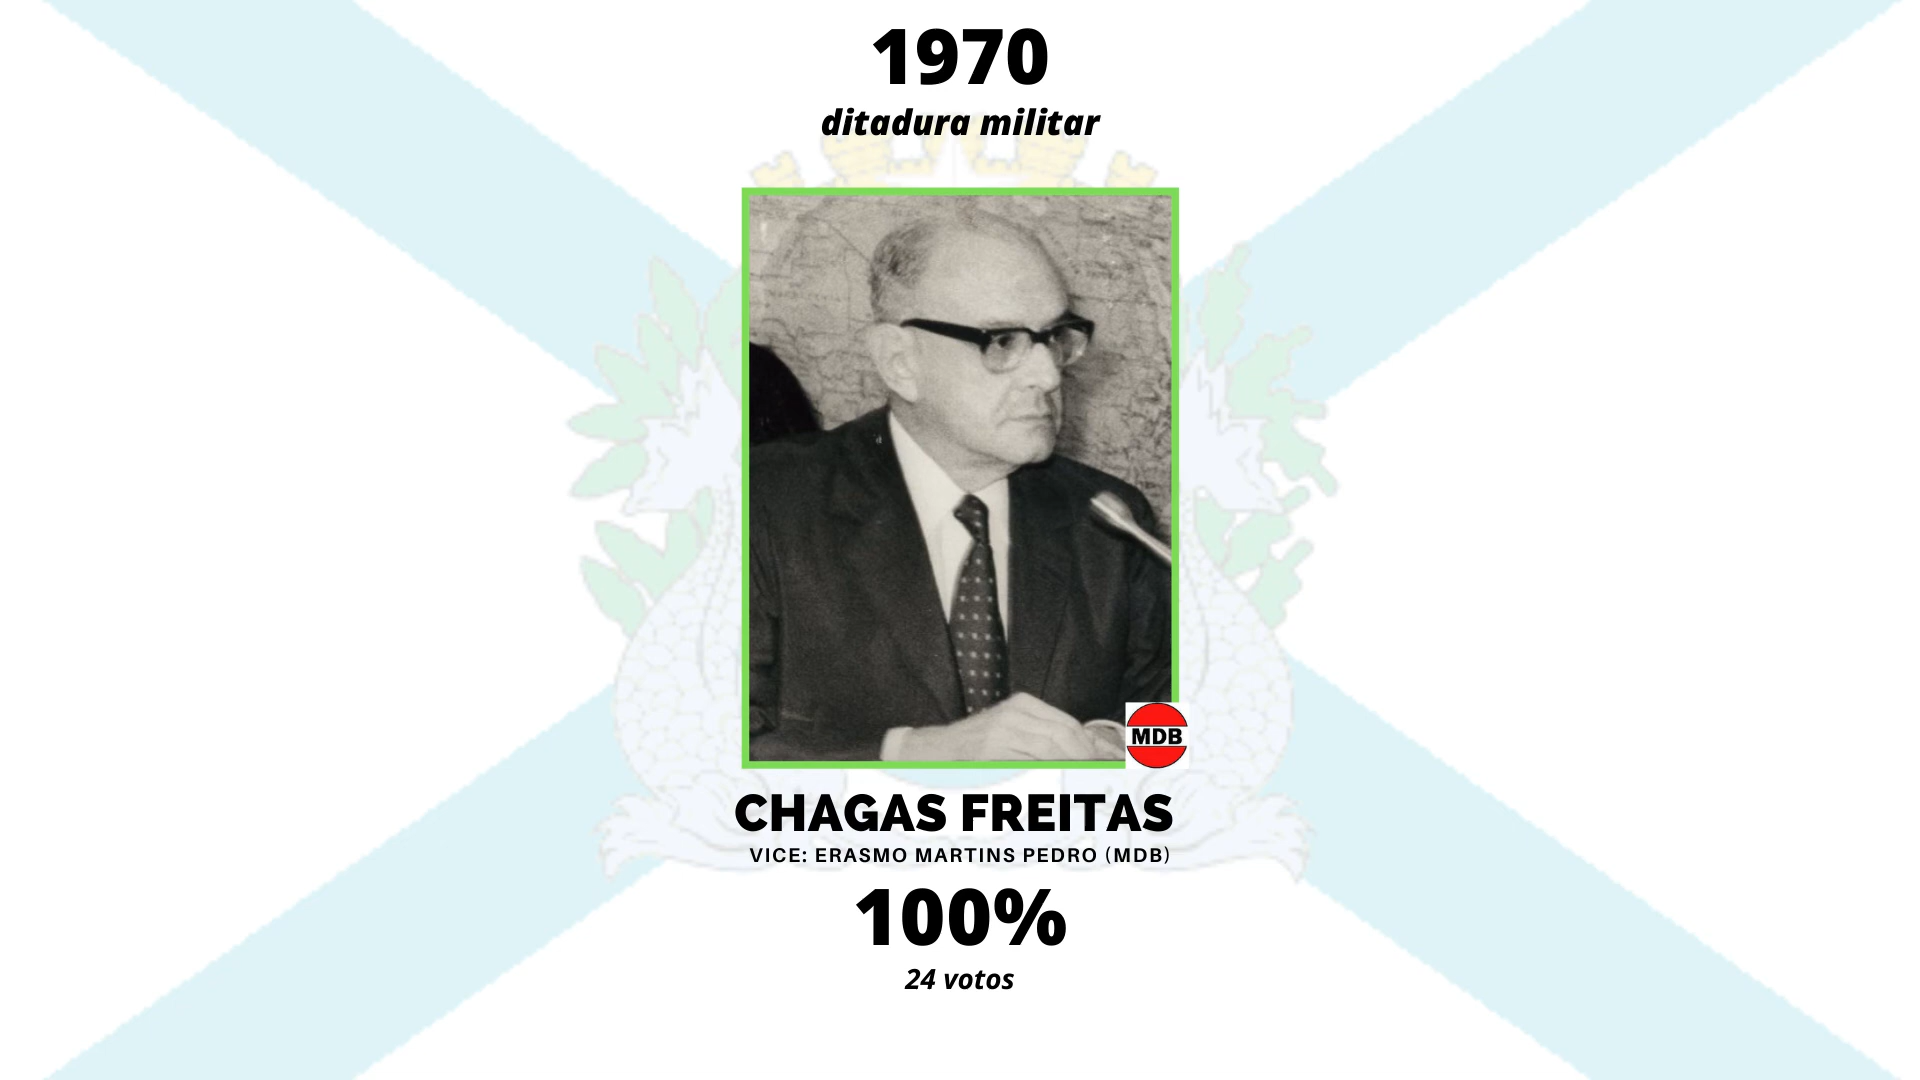 1970
ditadura militar
MDB
CHAGAS FREITAS
VICE: ERASMO MARTINS PEDRO (MDB)
100%
24 votos